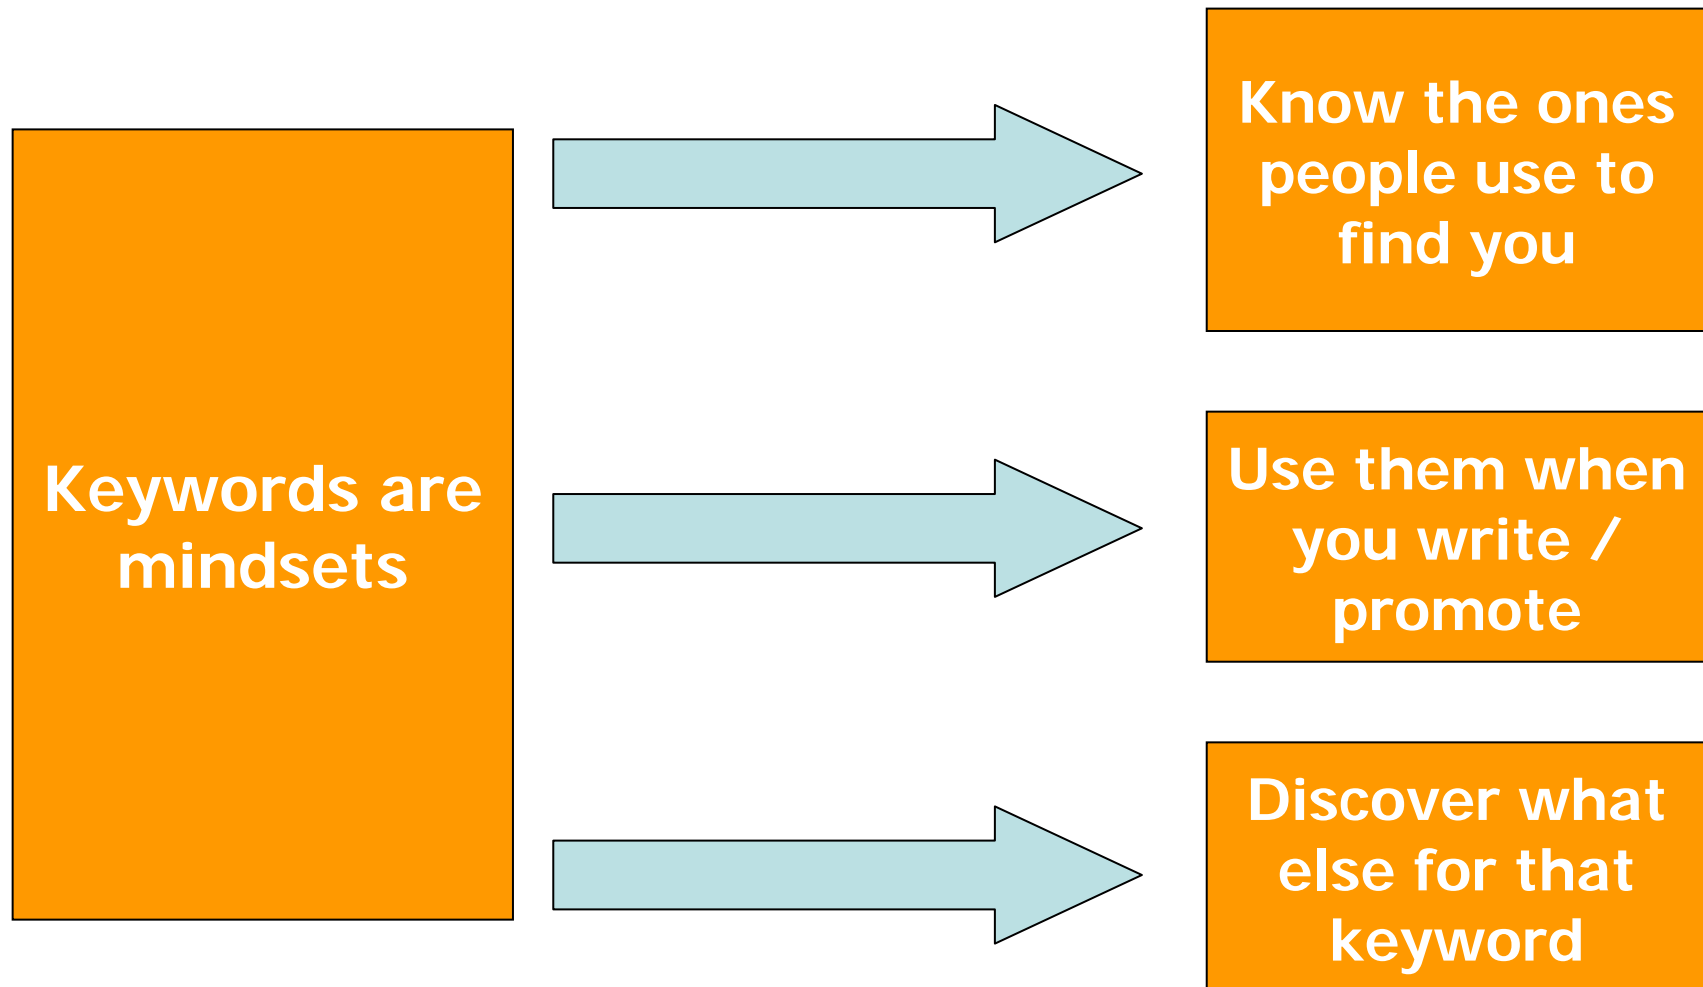 Keywords are
mindsets
Know the ones
people use to
find you
Use them when
you write /
promote
Discover what
else for that
keyword